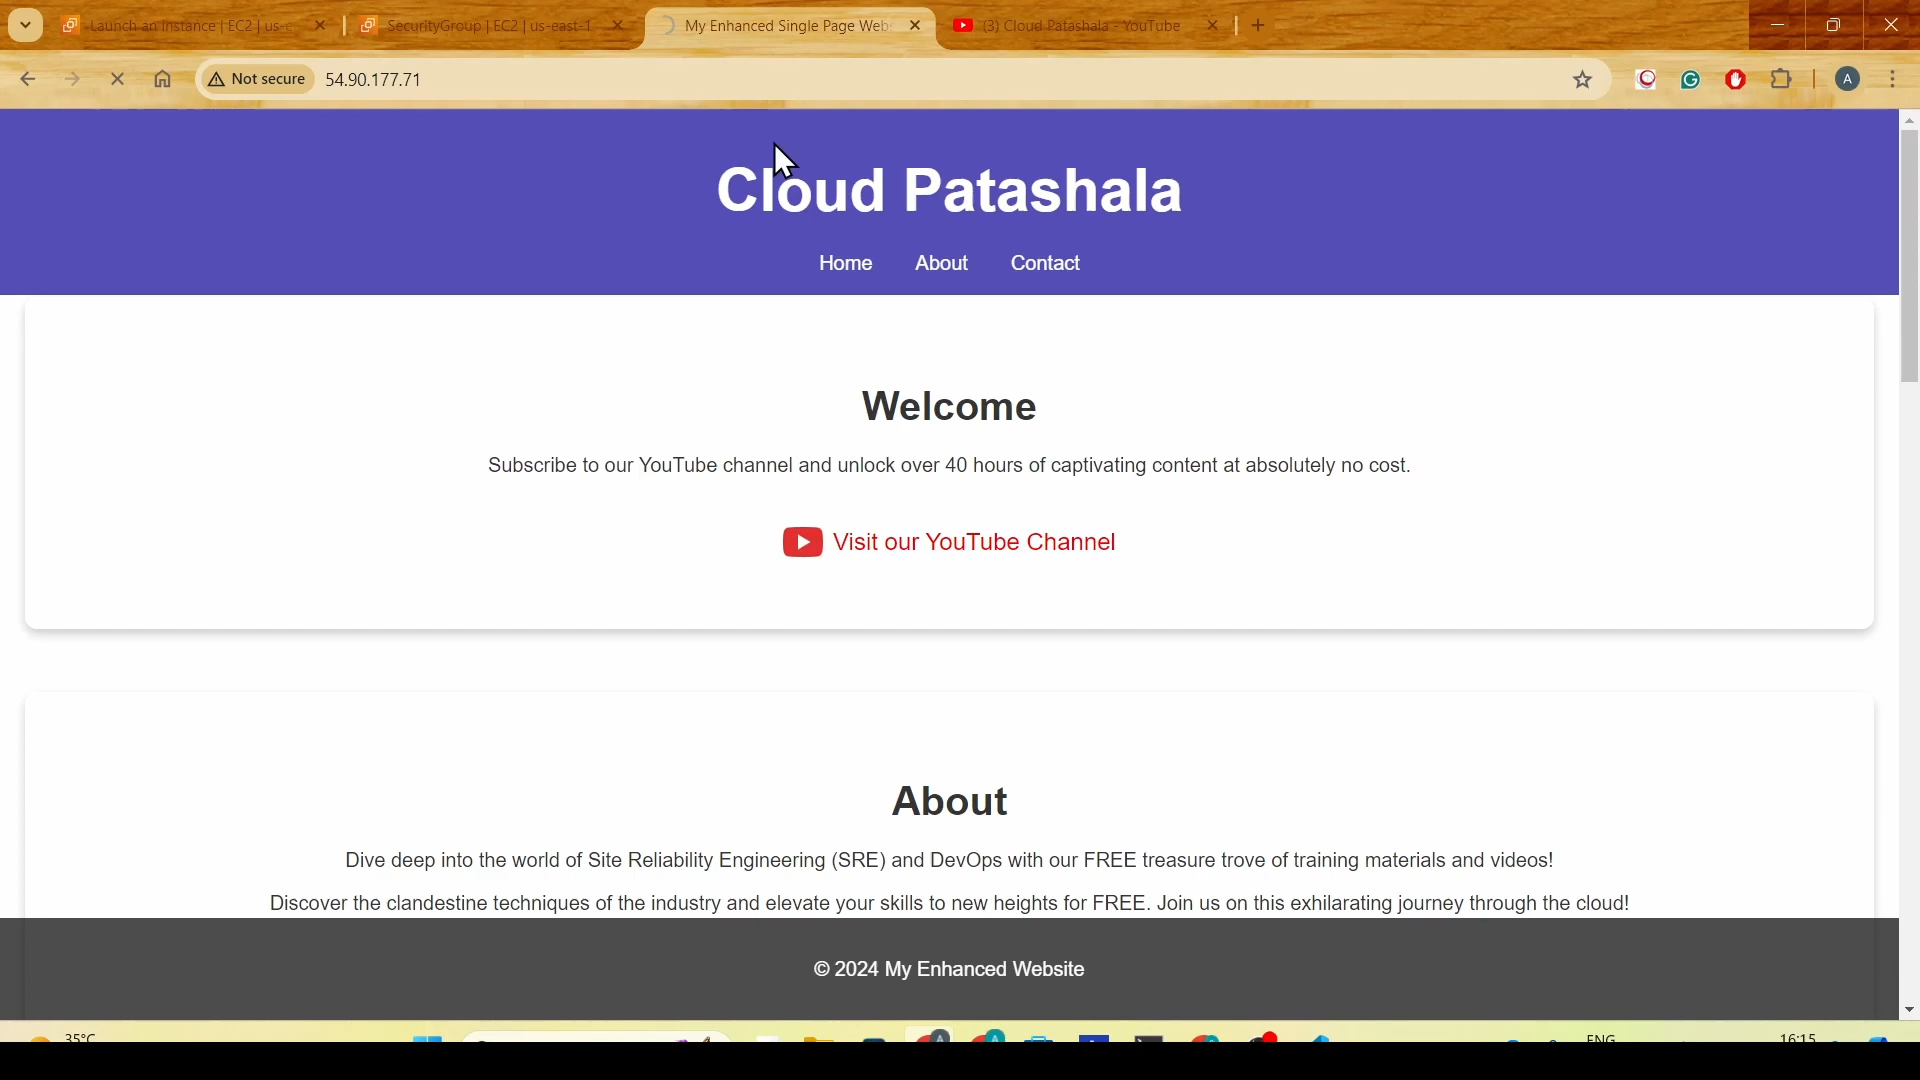 Launch an instance | EC2 | us-e
SecurityGroup | EC2 | us-east-1
My Enhanced Single Page Web
(3) Cloud Patashala - YouTube
Not secure
54.90.177.71
A
Cloud Patashala
Home
About
Contact
Welcome
Subscribe to our YouTube channel and unlock over 40 hours of captivating content at absolutely no cost.
Visit our YouTube Channel
About
Dive deep into the world of Site Reliability Engineering (SRE) and DevOps with our FREE treasure trove of training materials and videos!
Discover the clandestine techniques of the industry and elevate your skills to new heights for FREE. Join us on this exhilarating journey through the cloud!
© 2024 My Enhanced Website
35°C
ENG
16:15